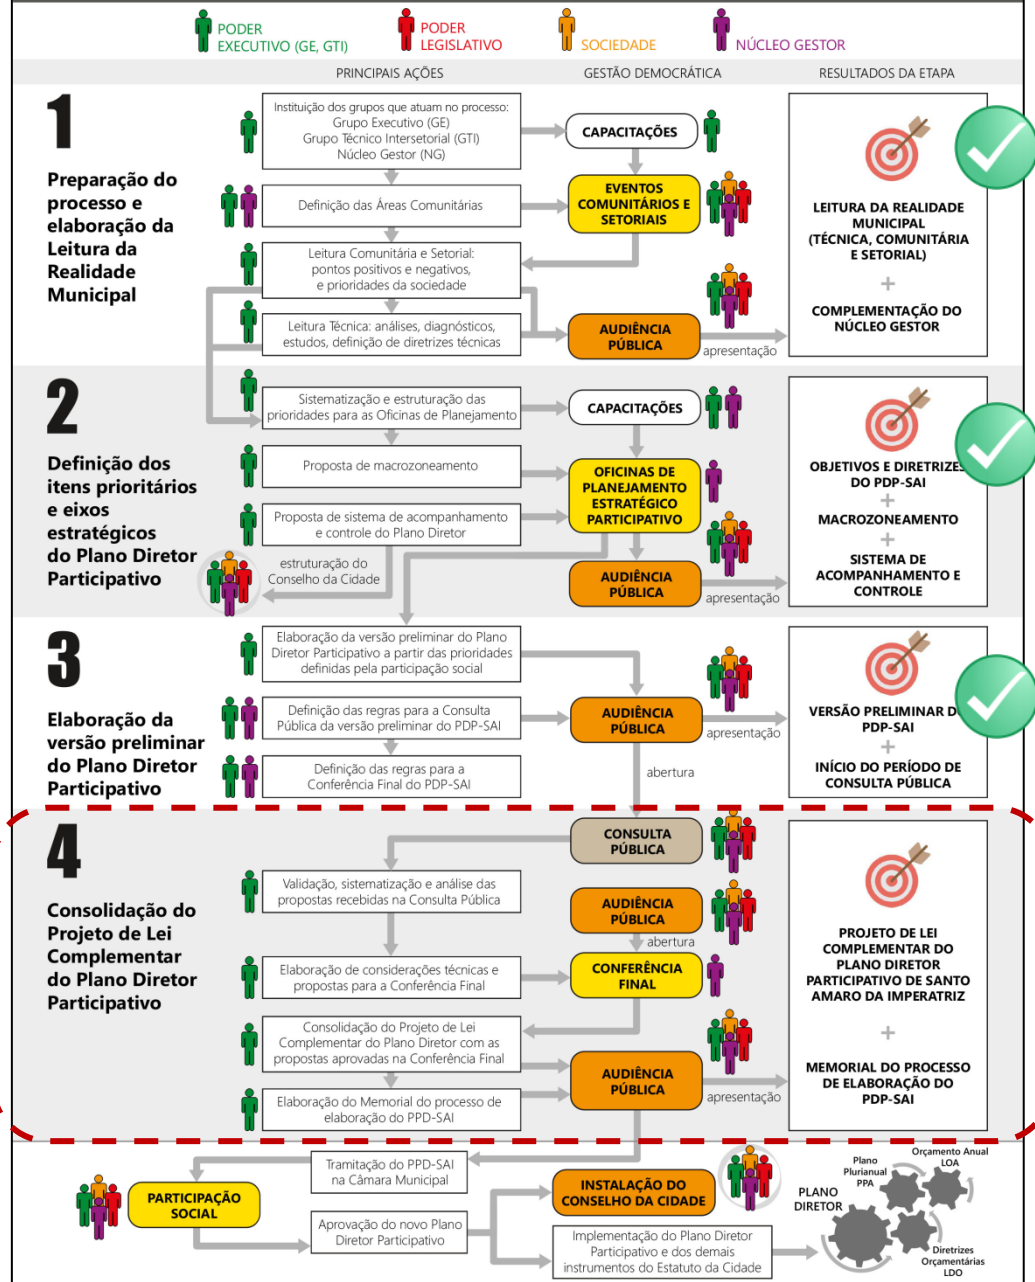 PODER
EXECUTIVO (GE, GTI)
PODER
LEGISLATIVO
SOCIEDADE
NÚCLEO GESTOR
PRINCIPAIS AÇÕES
GESTÃO DEMOCRÁTICA
RESULTADOS DA ETAPA
1
Preparação do
processo e
elaboração da
Leitura da
Realidade
Municipal
Instituição dos grupos que atuam no processo:
Grupo Executivo (GE)
Grupo Técnico Intersetorial (GTI)
Núcleo Gestor (NG)
CAPACITAÇÕES
Definição das Áreas Comunitárias
EVENTOS
COMUNITÁRIOS E
SETORIAIS
Leitura Comunitária e Setorial:
pontos positivos e negativos,
e prioridades da sociedade
Leitura Técnica: análises, diagnósticos,
estudos, definição de diretrizes técnicas
AUDIÊNCIA
PÚBLICA
apresentação
LEITURA DA REALIDADE
MUNICIPAL
(TÉCNICA, COMUNITÁRIA
E SETORIAL)
+
COMPLEMENTAÇÃO DO
NÚCLEO GESTOR
2
Definição dos
itens prioritários
e eixos
estratégicos
do Plano Diretor
Participativo
Sistematização e estruturação das
prioridades para as Oficinas de Planejamento
CAPACITAÇÕES
Proposta de macrozoneamento
OFICINAS DE
PLANEJAMENTO
ESTRATÉGICO
PARTICIPATIVO
Proposta de sistema de acompanhamento
e controle do Plano Diretor
estruturação do
Conselho da Cidade
AUDIÊNCIA
PÚBLICA
apresentação
OBJETIVOS E DIRETRIZES
DO PDP-SAI
+
MACROZONEAMENTO
+
SISTEMA DE
ACOMPANHAMENTO E
CONTROLE
3
Elaboração da
versão preliminar
do Plano Diretor
Participativo
Elaboração da versão preliminar do Plano
Diretor Participativo a partir das prioridades
definidas pela participação social
Definição das regras para a Consulta
Pública da versão preliminar do PDP-SAI
Definição das regras para a
Conferência Final do PDP-SAI
AUDIÊNCIA
PÚBLICA
apresentação
abertura
VERSÃO PRELIMINAR DO
PDP-SAI
+
INÍCIO DO PERÍODO DE
CONSULTA PÚBLICA
4
Consolidação do
Projeto de Lei
Complementar
do Plano Diretor
Participativo
CONSULTA
PÚBLICA
Validação, sistematização e análise das
propostas recebidas na Consulta Pública
AUDIÊNCIA
PÚBLICA
abertura
Elaboração de considerações técnicas e
propostas para a Conferência Final
CONFERÊNCIA
FINAL
Consolidação do Projeto de Lei
Complementar do Plano Diretor com as
propostas aprovadas na Conferência Final
Elaboração do Memorial do processo de
elaboração do PPD-SAI
AUDIÊNCIA
PÚBLICA
apresentação
PROJETO DE LEI
COMPLEMENTAR DO
PLANO DIRETOR
PARTICIPATIVO DE SANTO
AMARO DA IMPERATRIZ
+
MEMORIAL DO PROCESSO
DE ELABORAÇÃO DO
PDP-SAI
Tramitação do PPD-SAI
na Câmara Municipal
PARTICIPAÇÃO
SOCIAL
Aprovação do novo Plano
Diretor Participativo
INSTALAÇÃO DO
CONSELHO DA CIDADE
Implementação do Plano Diretor
Participativo e dos demais
instrumentos do Estatuto da Cidade
PLANO
DIRETOR
Plano
Plurianual
PPA
Orçamento Anual
LOA
Diretrizes
Orçamentárias
LDO